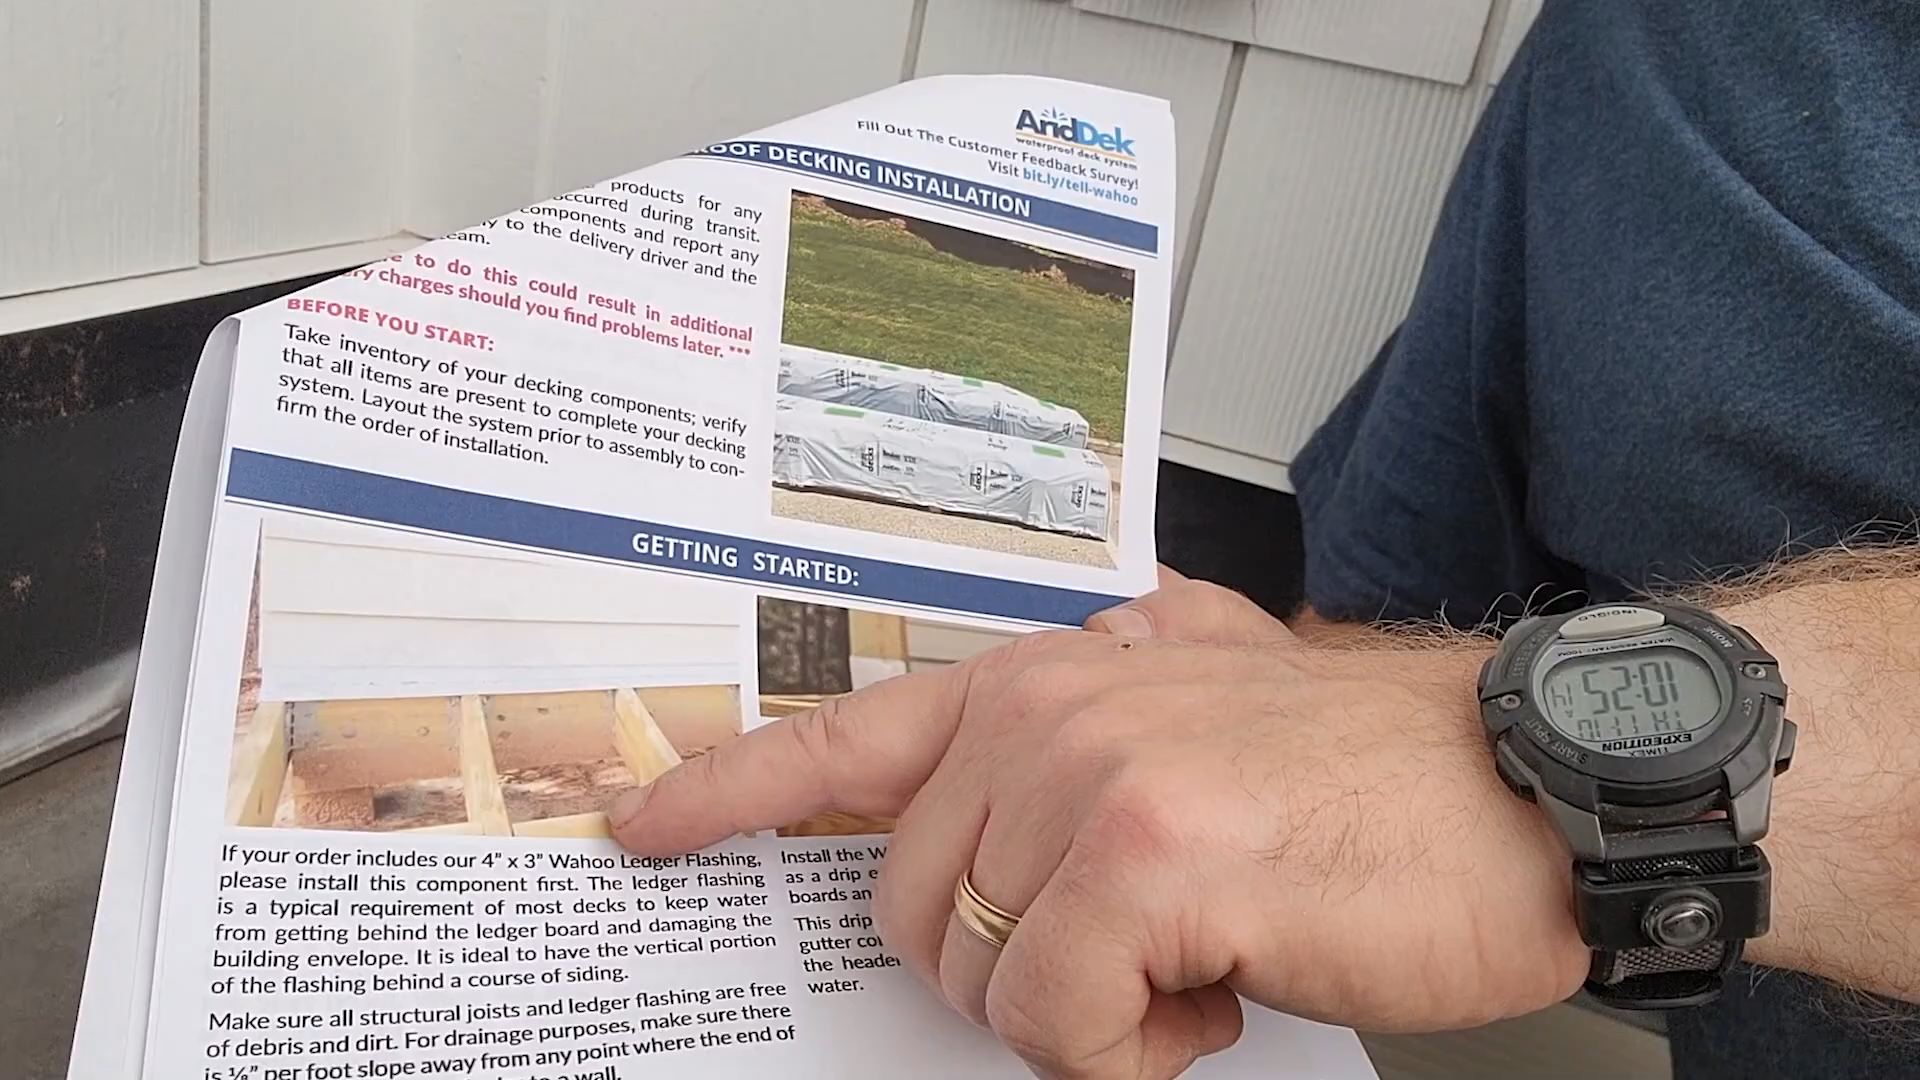 AridDek
waterproof deck system
Fill Out The Customer Feedback Survey!
Visit bit.ly/tell-wahoo
DECKING INSTALLATION
products for any
occurred during transit.
components and report any
to the delivery driver and the
to do this could result in additional
charges should you find problems later. ***
BEFORE YOU START:
Take inventory of your decking components; verify
that all items are present to complete your decking
system. Layout the system prior to assembly to con-
firm the order of installation.
GETTING STARTED:
If your order includes our 4" x 3" Wahoo Ledger Flashing,
please install this component first. The ledger flashing
is a typical requirement of most decks to keep water
from getting behind the ledger board and damaging the
building envelope. It is ideal to have the vertical portion
of the flashing behind a course of siding.
Make sure all structural joists and ledger flashing are free
of debris and dirt. For drainage purposes, make sure there
is ⅛" per foot slope away from any point where the end of
a wall.
Install the W
as a drip e
boards an
This drip
gutter
the header
water.
INDIGLO
WATER RESISTANT 100M
MODE
SET
10:52
TIMEX
EXPEDITION
START/SPLIT